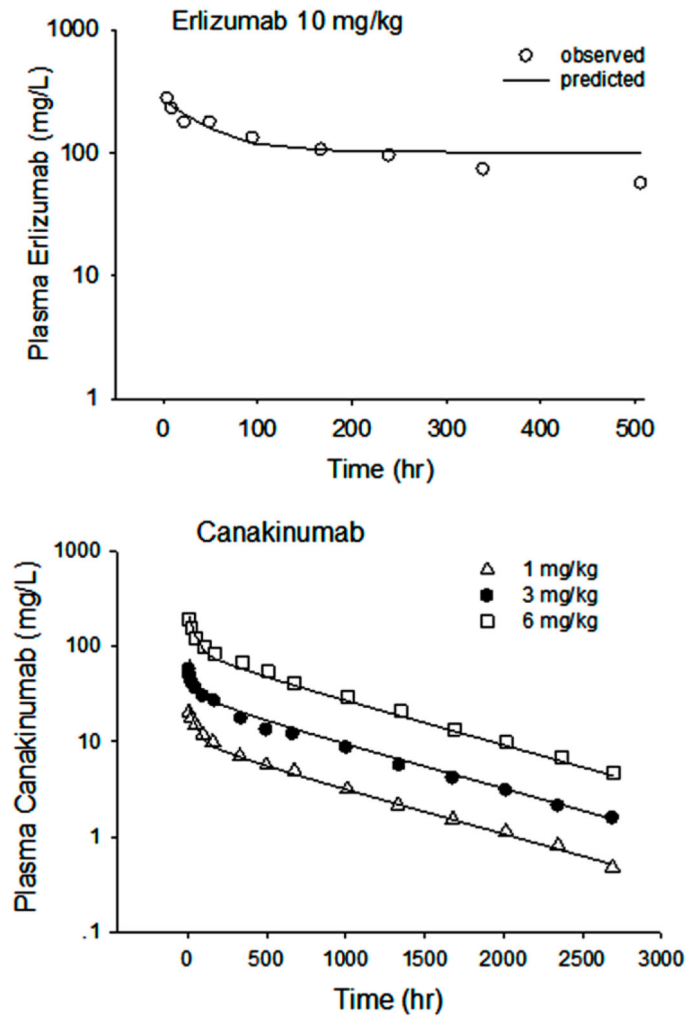 Erlizumab 10 mg/kg
observed
predicted
Plasma Erlizumab (mg/L)
1000
100
10
1
0 100 200 300 400 500
Time (hr)
Canakinumab
1 mg/kg
3 mg/kg
6 mg/kg
Plasma Canakinumab (mg/L)
1000
100
10
1
.1
0 500 1000 1500 2000 2500 3000
Time (hr)